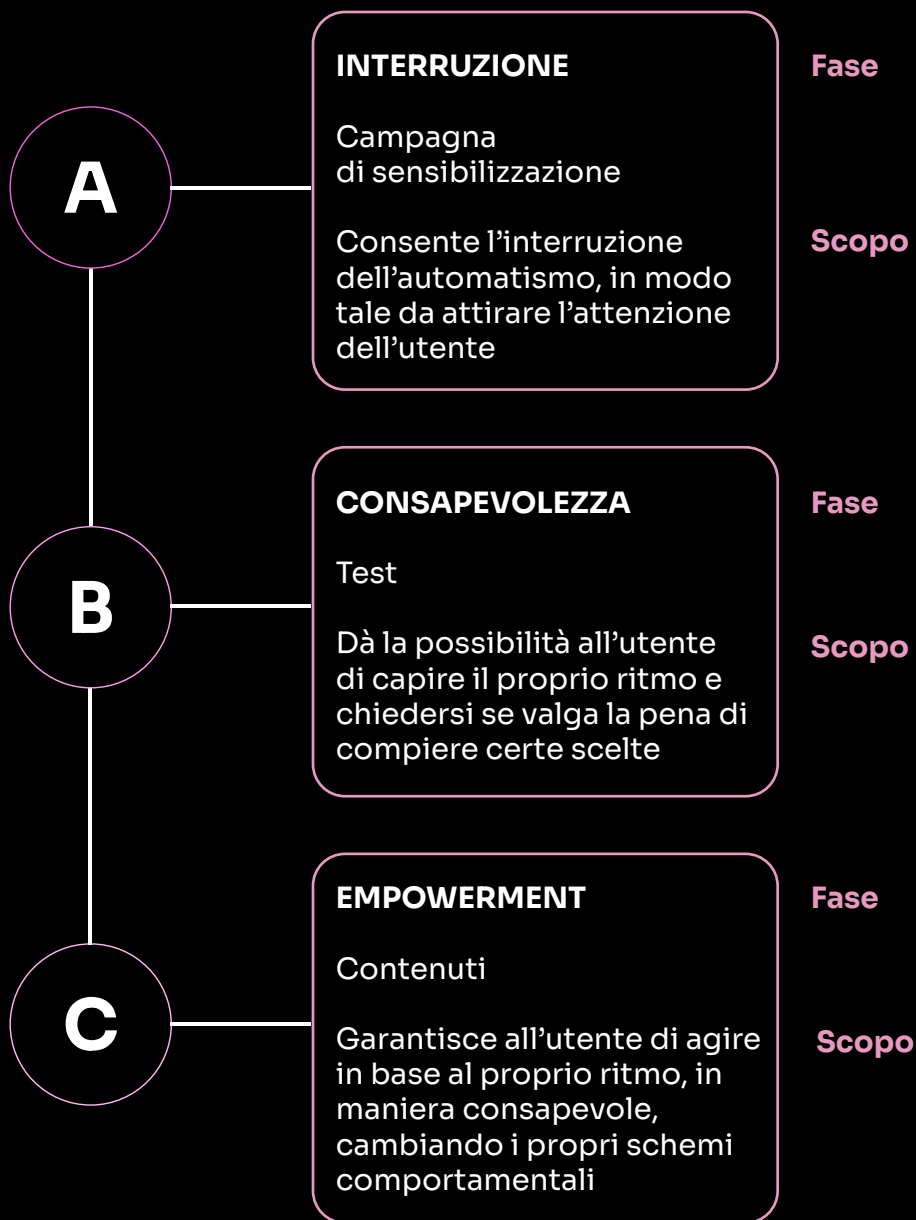 A
INTERRUZIONE
Fase
Campagna
di sensibilizzazione
Consente l’interruzione
Scopo
dell’automatismo, in modo
tale da attirare l’attenzione
dell’utente
B
CONSAPEVOLEZZA
Fase
Test
Dà la possibilità all’utente
Scopo
di capire il proprio ritmo e
chiedersi se valga la pena di
compiere certe scelte
C
EMPOWERMENT
Fase
Contenuti
Garantisce all’utente di agire
Scopo
in base al proprio ritmo, in
maniera consapevole,
cambiando i propri schemi
comportamentali